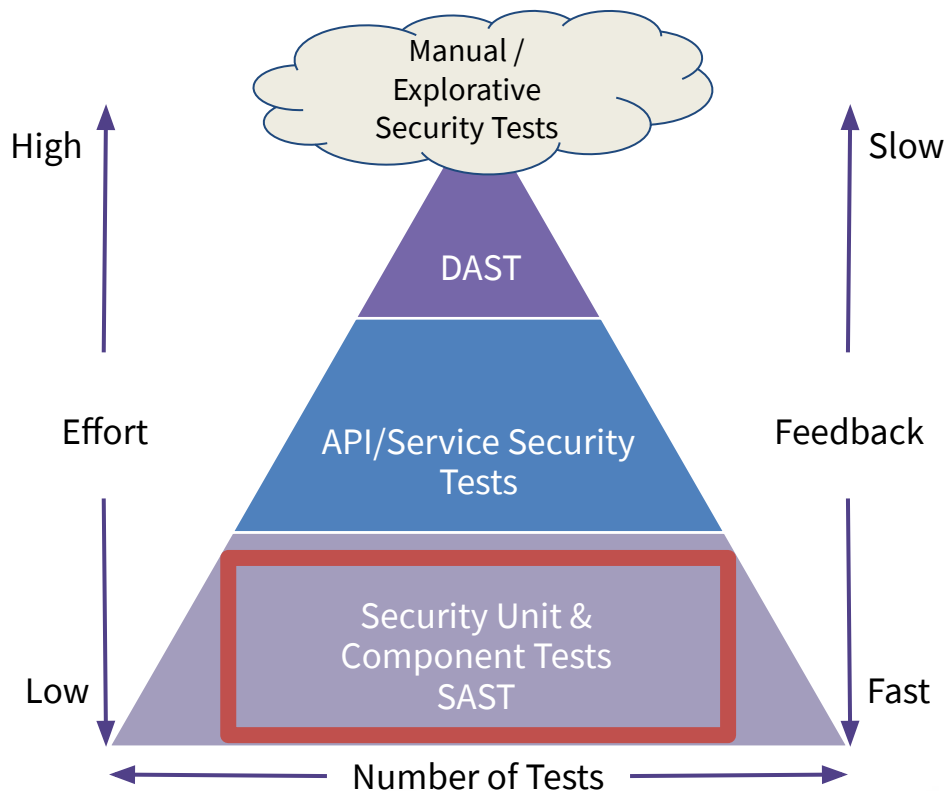 Manual /
Explorative
Security Tests
High
Slow
DAST
Effort
Feedback
API/Service Security
Tests
Security Unit &
Component Tests
SAST
Low
Fast
Number of Tests